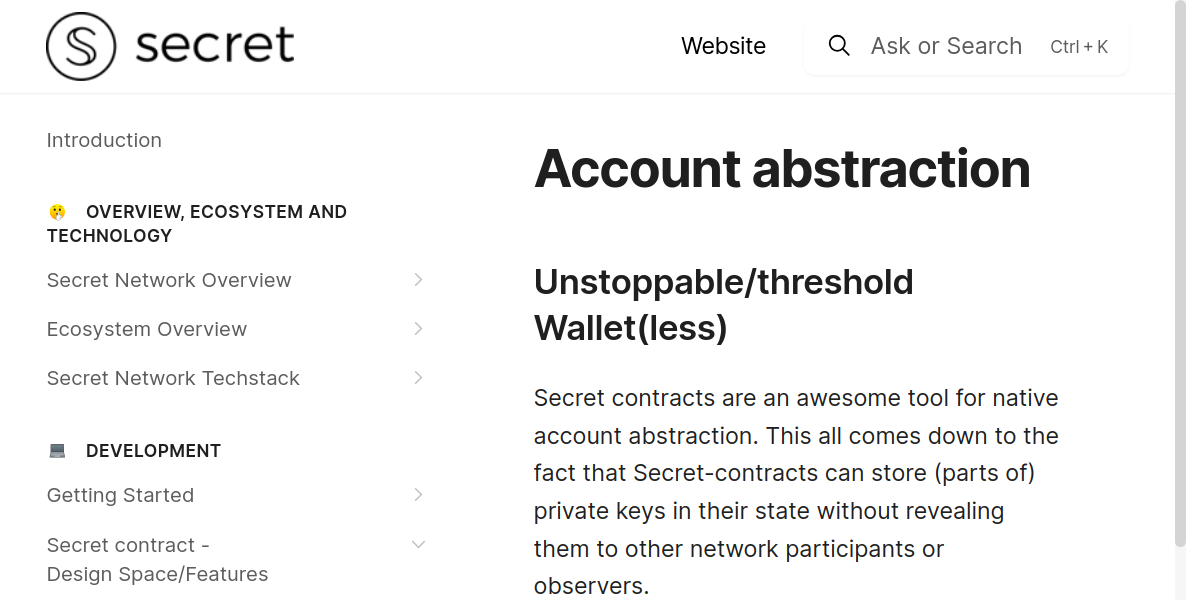 secret
Website
Ask or Search
Ctrl + K
Introduction
OVERVIEW, ECOSYSTEM AND
TECHNOLOGY
Secret Network Overview
Ecosystem Overview
Secret Network Techstack
DEVELOPMENT
Getting Started
Secret contract -
Design Space/Features
Account abstraction
Unstoppable/threshold
Wallet(less)
Secret contracts are an awesome tool for native
account abstraction. This all comes down to the
fact that Secret-contracts can store (parts of)
private keys in their state without revealing
them to other network participants or
observers.